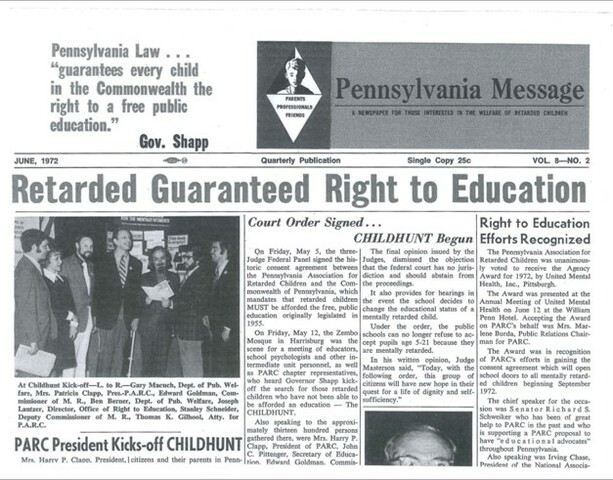 Pennsylvania Law . . .
“guarantees every child
in the Commonwealth the
right to a free public
education.”
Gov. Shapp
PARENTS
PROFESSIONALS
FRIENDS
Pennsylvania Message
A NEWSPAPER FOR THOSE INTERESTED IN THE WELFARE OF RETARDED CHILDREN
JUNE, 1972
Quarterly Publication
Single Copy 25c
VOL. 8—NO. 2
Retarded Guaranteed Right to Education
At Childhunt Kick-off—L. to R.—Gary Macuch, Dept. of Pub. Wel-
fare, Mrs. Patricia Clapp, Pres.-P.A.R.C., Edward Goldman, Com-
missioner of M. R., Ben Berner, Dept. of Pub. Welfare, Joseph
Lantzer, Director, Office of Right to Education, Stanley Schneider,
Deputy Commissioner of M. R., Thomas K. Gilhool, Atty. for
P.A.R.C.
PARC President Kicks-off CHILDHUNT
Mrs. Harry P. Clapp, President,
citizens and their parents in Penn-
Court Order Signed . . .
CHILDHUNT Begun
On Friday, May 5, the three-
Judge Federal Panel signed the
historic consent agreement between
the Pennsylvania Association for
Retarded Children and the Com-
monwealth of Pennsylvania, which
mandates that retarded children
MUST be afforded the free, public
education originally legislated in
1955.
On Friday, May 12, the Zembo
Mosque in Harrisburg was the
scene for a meeting of educators,
school psychologists and other in-
termediate unit personnel, as well
as PARC chapter representatives,
who heard Governor Shapp kick
off the search for those retarded
children who have not been able to
be afforded an education — The
CHILDHUNT.
Also speaking to the
approximately thirteen hundred persons
gathered there, were Mrs. Harry P.
Clapp, President of PARC, John
C. Pittenger, Secretary of Educa-
tion, Edward Goldman, Commis-
The final opinion issued by the
Judges, dismissed the objection
that the federal court has no juris-
diction and should abstain from
the proceedings.
It also provides for hearings in
the event the school decides to
change the educational status of a
mentally retarded child.
Under the order, the public
schools can no longer refuse to ac-
cept pupils age 5-21 because they
are mentally retarded.
In his written opinion, Judge
Masterson said, "Today, with the
following order, this group of
citizens will have new hope in their
quest for a life of dignity and self-
sufficiency."
Right to Education
Efforts Recognized
The Pennsylvania Association for
Retarded Children was unanimous-
ly voted to receive the Agency
Award for 1972, by United Mental
Health, Inc., Pittsburgh.
The Award was presented at the
Annual Meeting of United Mental
Health on June 12 at the William
Penn Hotel. Accepting the Award
on PARC's behalf was Mrs. Mar-
lene Burda, Public Relations Chair-
man for PARC.
The Award was in recognition
of PARC's efforts in gaining the
consent agreement which will open
school doors to all mentally retard-
ed children beginning September
1972.
The chief speaker for the occa-
sion was Senator Richard S.
Schweiker who has been of great
help to PARC in the past and who
is supporting a PARC proposal to
have "educational advocates"
throughout Pennsylvania.
Also speaking was Irving Chase,
President of the National Associa-